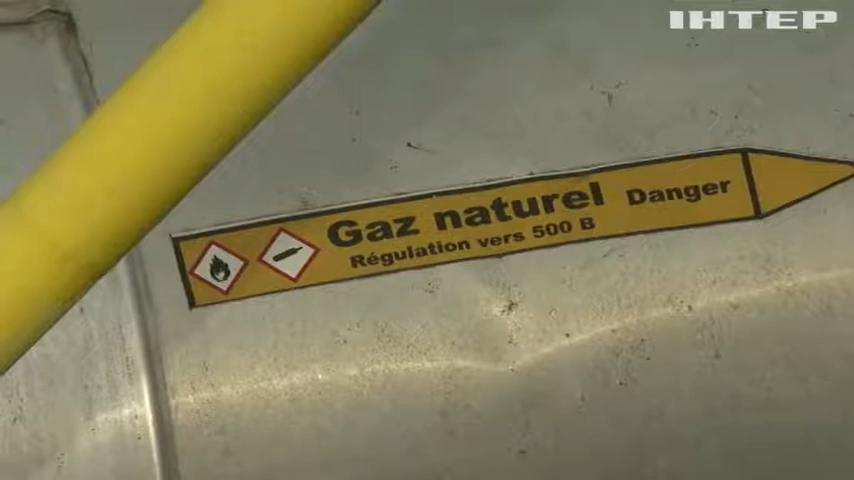 ІНТЕР
Gaz naturel Danger
Régulation vers 500 B